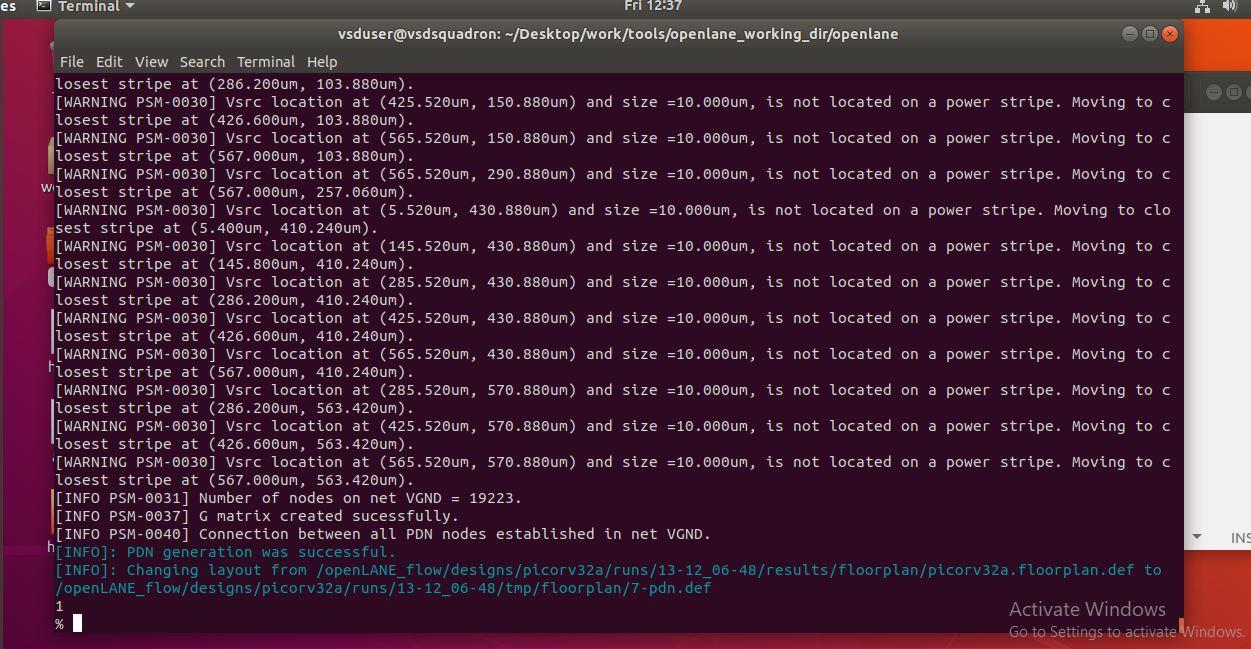 es Terminal Fri 12:37
vsduser@vsdsquadron: ~/Desktop/work/tools/openlane_working_dir/openlane
File Edit View Search Terminal Help
losest stripe at (286.200um, 103.880um).
[WARNING PSM-0030] Vsrc location at (425.520um, 150.880um) and size =10.000um, is not located on a power stripe. Moving to c
losest stripe at (426.600um, 103.880um).
[WARNING PSM-0030] Vsrc location at (565.520um, 150.880um) and size =10.000um, is not located on a power stripe. Moving to c
losest stripe at (567.000um, 103.880um).
[WARNING PSM-0030] Vsrc location at (565.520um, 290.880um) and size =10.000um, is not located on a power stripe. Moving to c
losest stripe at (567.000um, 257.060um).
[WARNING PSM-0030] Vsrc location at (5.520um, 430.880um) and size =10.000um, is not located on a power stripe. Moving to clo
sest stripe at (5.400um, 410.240um).
[WARNING PSM-0030] Vsrc location at (145.520um, 430.880um) and size =10.000um, is not located on a power stripe. Moving to c
losest stripe at (145.800um, 410.240um).
[WARNING PSM-0030] Vsrc location at (285.520um, 430.880um) and size =10.000um, is not located on a power stripe. Moving to c
losest stripe at (286.200um, 410.240um).
[WARNING PSM-0030] Vsrc location at (425.520um, 430.880um) and size =10.000um, is not located on a power stripe. Moving to c
losest stripe at (426.600um, 410.240um).
[WARNING PSM-0030] Vsrc location at (565.520um, 430.880um) and size =10.000um, is not located on a power stripe. Moving to c
losest stripe at (567.000um, 410.240um).
[WARNING PSM-0030] Vsrc location at (285.520um, 570.880um) and size =10.000um, is not located on a power stripe. Moving to c
losest stripe at (286.200um, 563.420um).
[WARNING PSM-0030] Vsrc location at (425.520um, 570.880um) and size =10.000um, is not located on a power stripe. Moving to c
losest stripe at (426.600um, 563.420um).
[WARNING PSM-0030] Vsrc location at (565.520um, 570.880um) and size =10.000um, is not located on a power stripe. Moving to c
losest stripe at (567.000um, 563.420um).
[INFO PSM-0031] Number of nodes on net VGND = 19223.
[INFO PSM-0037] G matrix created sucessfully.
[INFO PSM-0040] Connection between all PDN nodes established in net VGND.
[INFO]: PDN generation was successful.
[INFO]: Changing layout from /openLANE_flow/designs/picorv32a/runs/13-12_06-48/results/floorplan/picorv32a.floorplan.def to
/openLANE_flow/designs/picorv32a/runs/13-12_06-48/tmp/floorplan/7-pdn.def
1
%
INS
Activate Windows
Go to Settings to activate Windows.